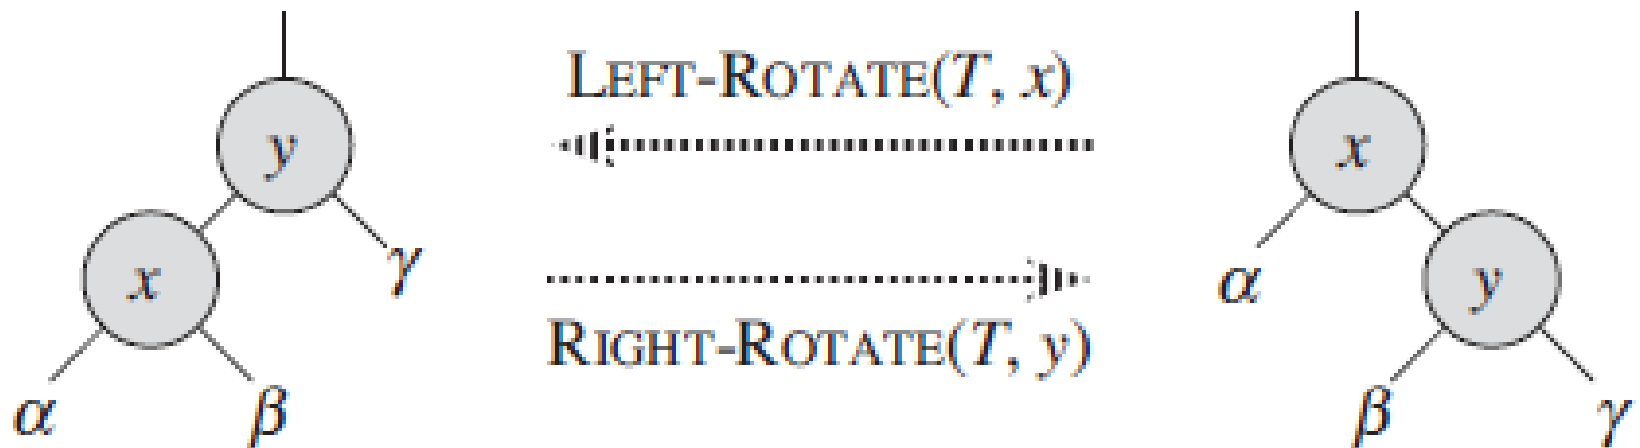 LEFT-ROTATE(T, x)
y
x
x
γ
y
α
RIGHT-ROTATE(T, y)
α
β
β
γ